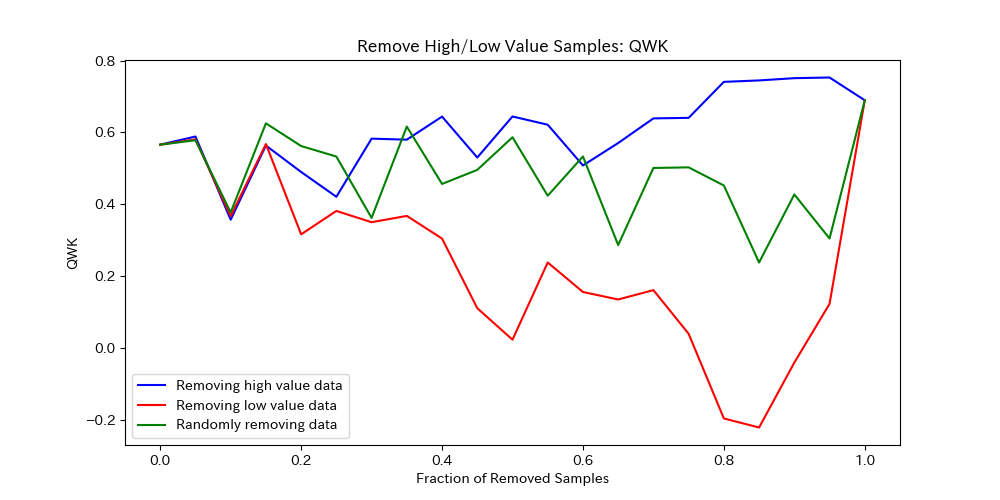 Remove High/Low Value Samples: QWK
QWK
0.8
0.6
0.4
0.2
0.0
−0.2
Removing high value data
Removing low value data
Randomly removing data
0.0 0.2 0.4 0.6 0.8 1.0
Fraction of Removed Samples